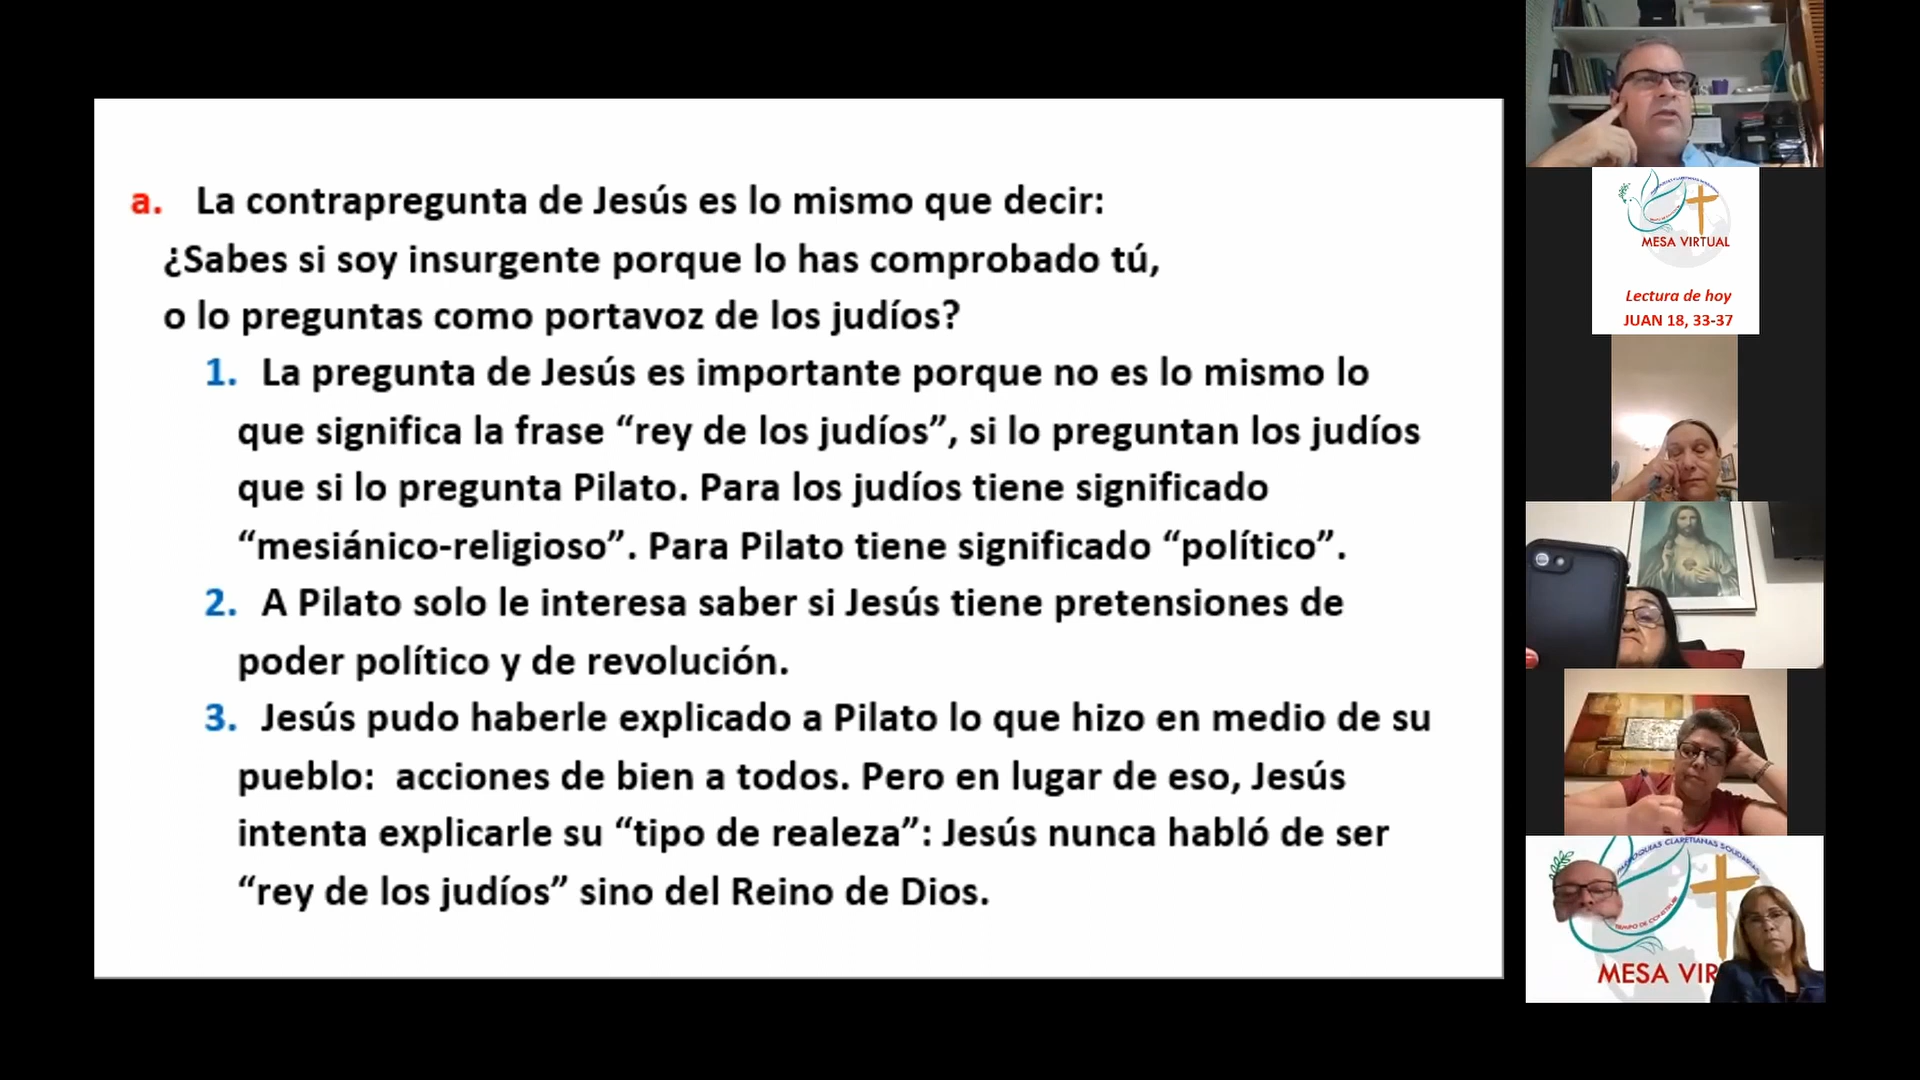 a. La contrapregunta de Jesús es lo mismo que decir:
¿Sabes si soy insurgente porque lo has comprobado tú,
o lo preguntas como portavoz de los judíos?
1. La pregunta de Jesús es importante porque no es lo mismo lo
que significa la frase “rey de los judíos”, si lo preguntan los judíos
que si lo pregunta Pilato. Para los judíos tiene significado
“mesiánico-religioso”. Para Pilato tiene significado “político”.
2. A Pilato solo le interesa saber si Jesús tiene pretensiones de
poder político y de revolución.
3. Jesús pudo haberle explicado a Pilato lo que hizo en medio de su
pueblo: acciones de bien a todos. Pero en lugar de eso, Jesús
intenta explicarle su “tipo de realeza”: Jesús nunca habló de ser
“rey de los judíos” sino del Reino de Dios.
MESA VIRTUAL
Lectura de hoy
JUAN 18, 33-37
CLARETIANAS
MESA VIR